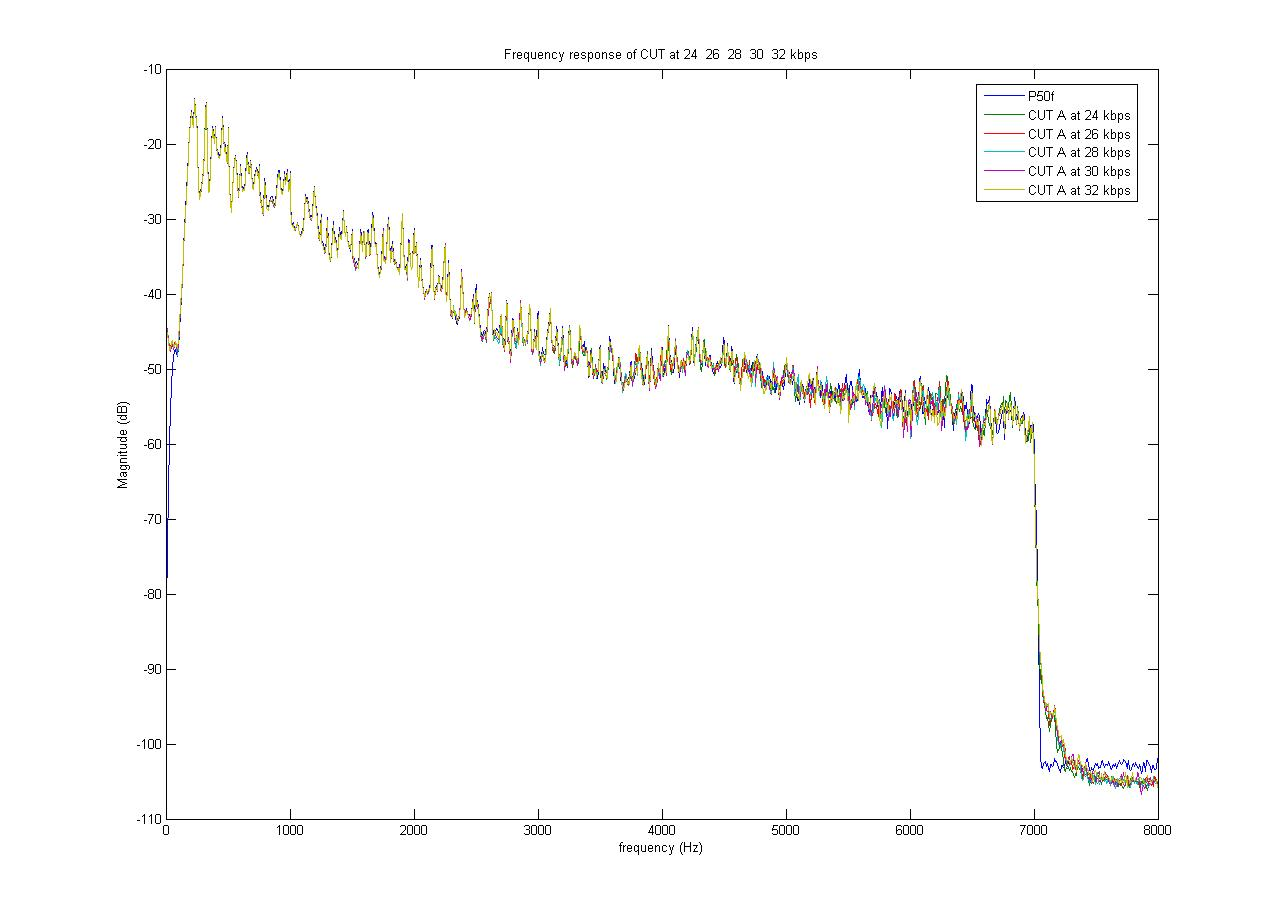 Frequency response of CUT at 24  26  28  30  32 kbps
P50f
CUT A at 24 kbps
CUT A at 26 kbps
CUT A at 28 kbps
CUT A at 30 kbps
CUT A at 32 kbps
Magnitude (dB)
-10
-20
-30
-40
-50
-60
-70
-80
-90
-100
-110
0 1000 2000 3000 4000 5000 6000 7000 8000
frequency (Hz)